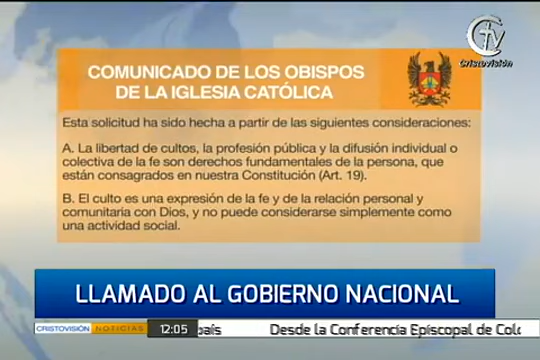 CTV
Cristovisión
COMUNICADO DE LOS OBISPOS
DE LA IGLESIA CATÓLICA
Esta solicitud ha sido hecha a partir de las siguientes consideraciones:
A. La libertad de cultos, la profesión pública y la difusión individual o
colectiva de la fe son derechos fundamentales de la persona, que
están consagrados en nuestra Constitución (Art. 19).
B. El culto es una expresión de la fe y de la relación personal y
comunitaria con Dios, y no puede considerarse simplemente como
una actividad social.
LLAMADO AL GOBIERNO NACIONAL
CRISTOVISIÓN NOTICIAS 12:05 país Desde la Conferencia Episcopal de Colo